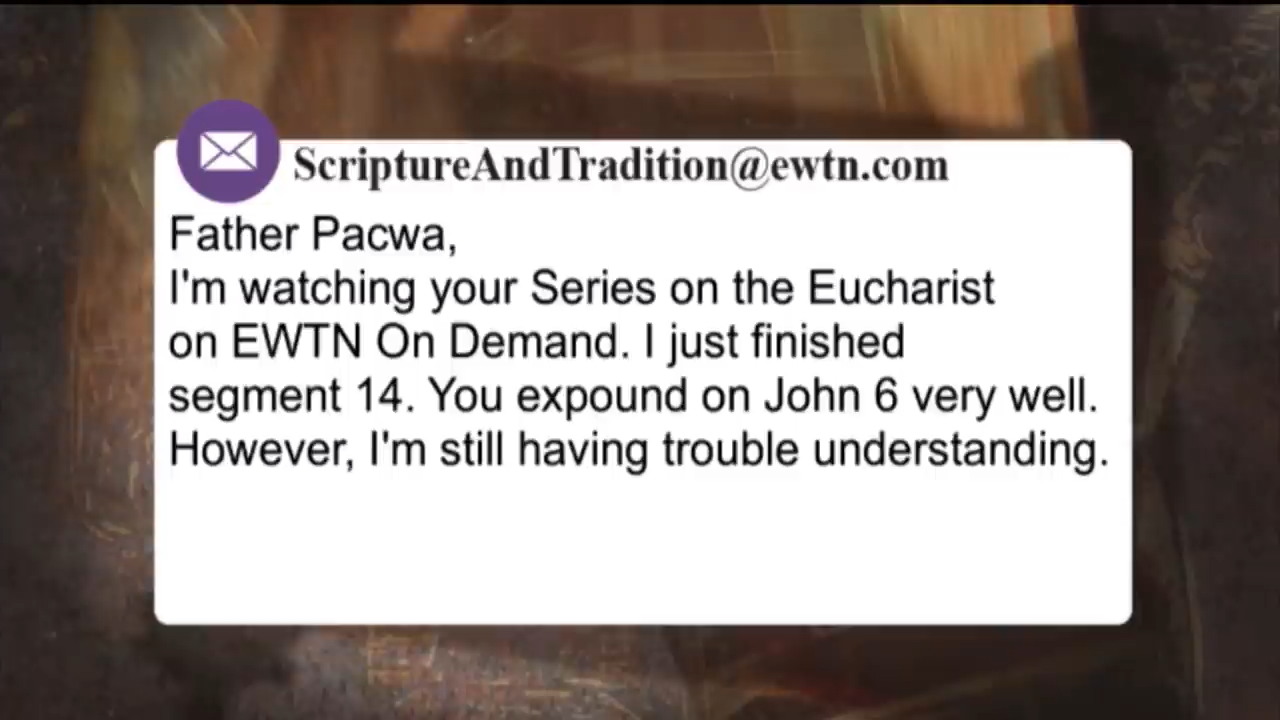 ScriptureAndTradition@ewtn.com
Father Pacwa,
I'm watching your Series on the Eucharist
on EWTN On Demand. I just finished
segment 14. You expound on John 6 very well.
However, I'm still having trouble understanding.